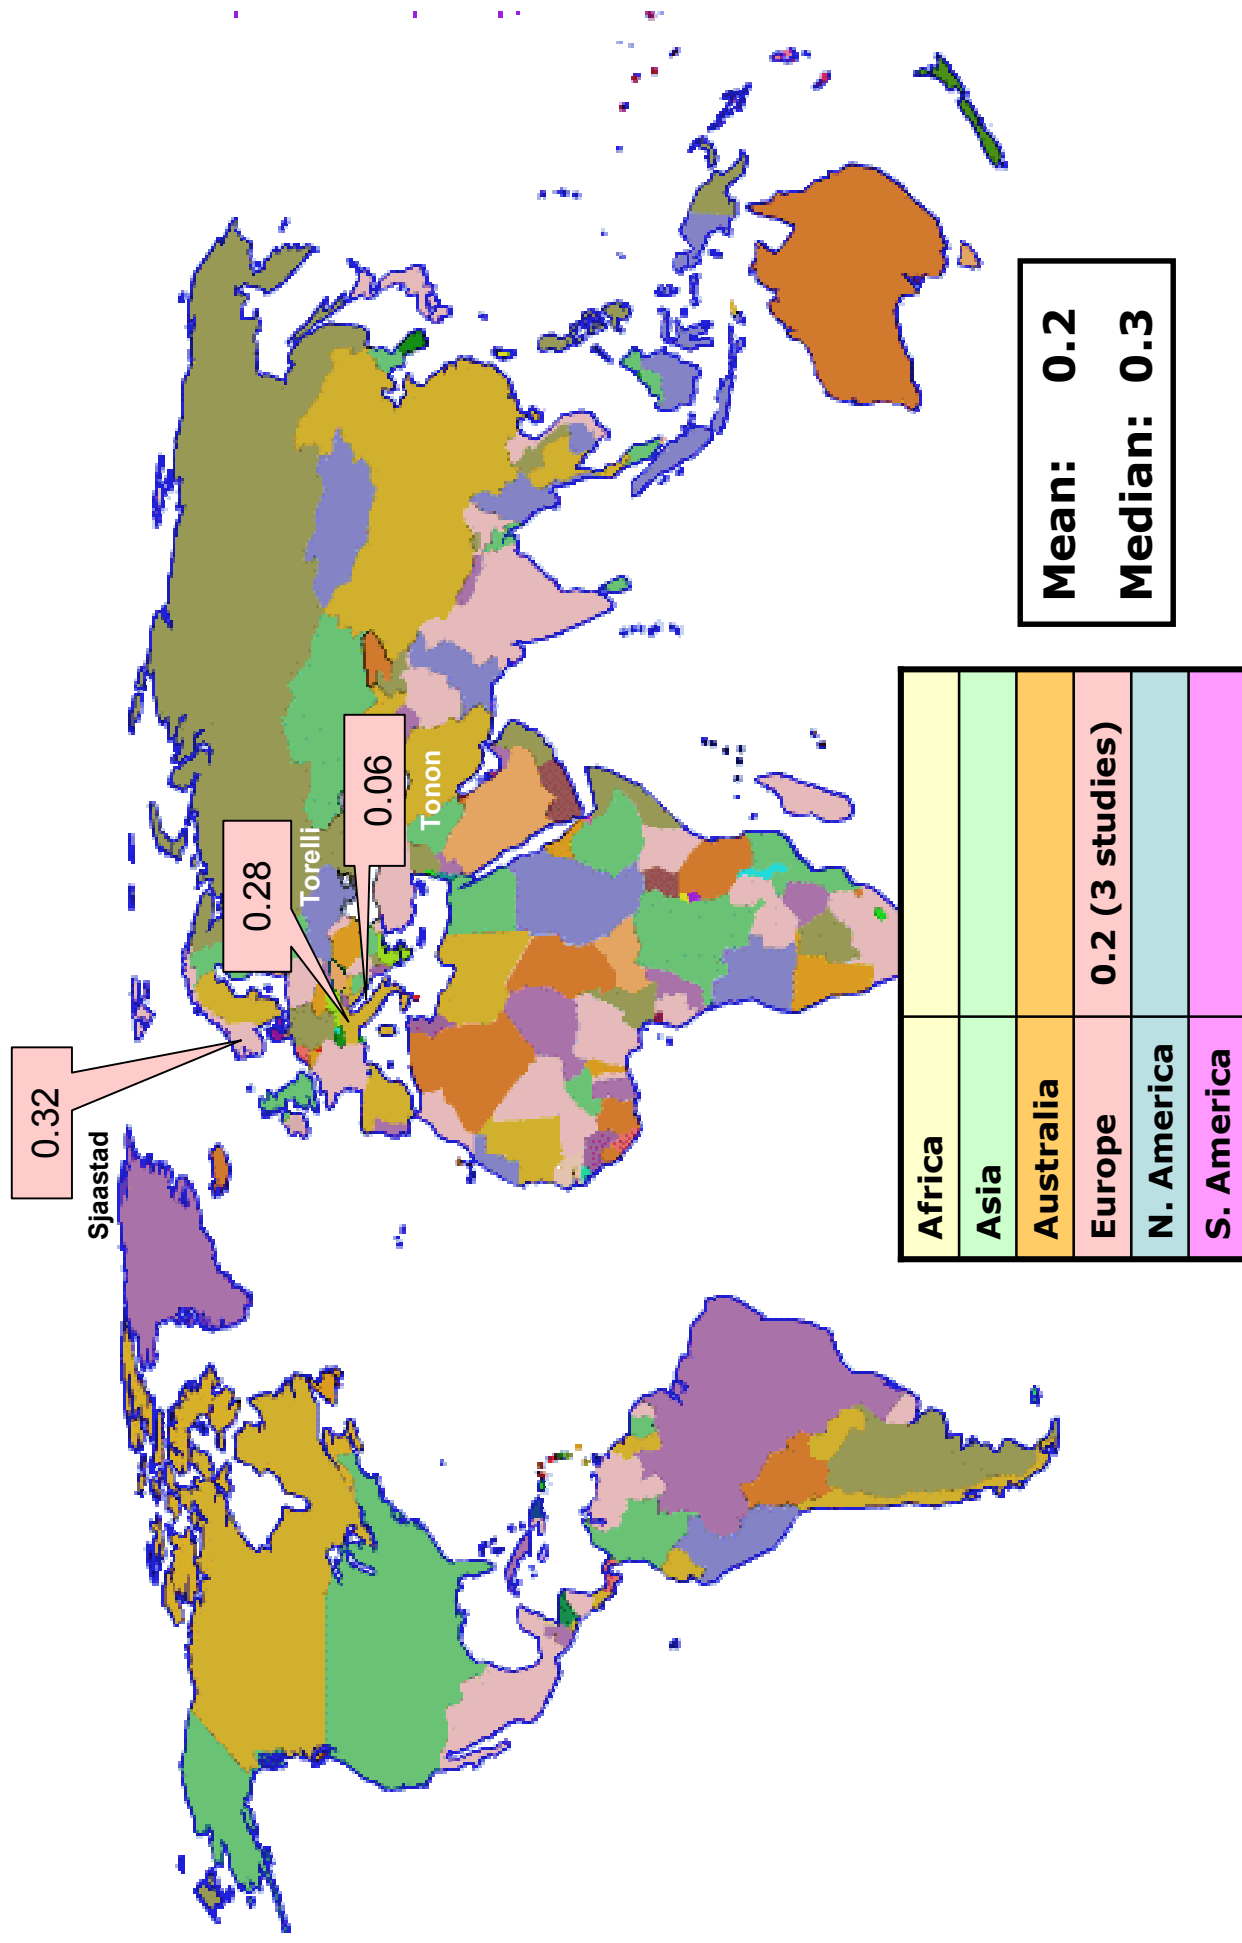 Sjaastad
0.32
0.28
Torelli
0.06
Tonon
Africa
Asia
Australia
Europe 0.2 (3 studies)
N. America
S. America
Mean: 0.2
Median: 0.3